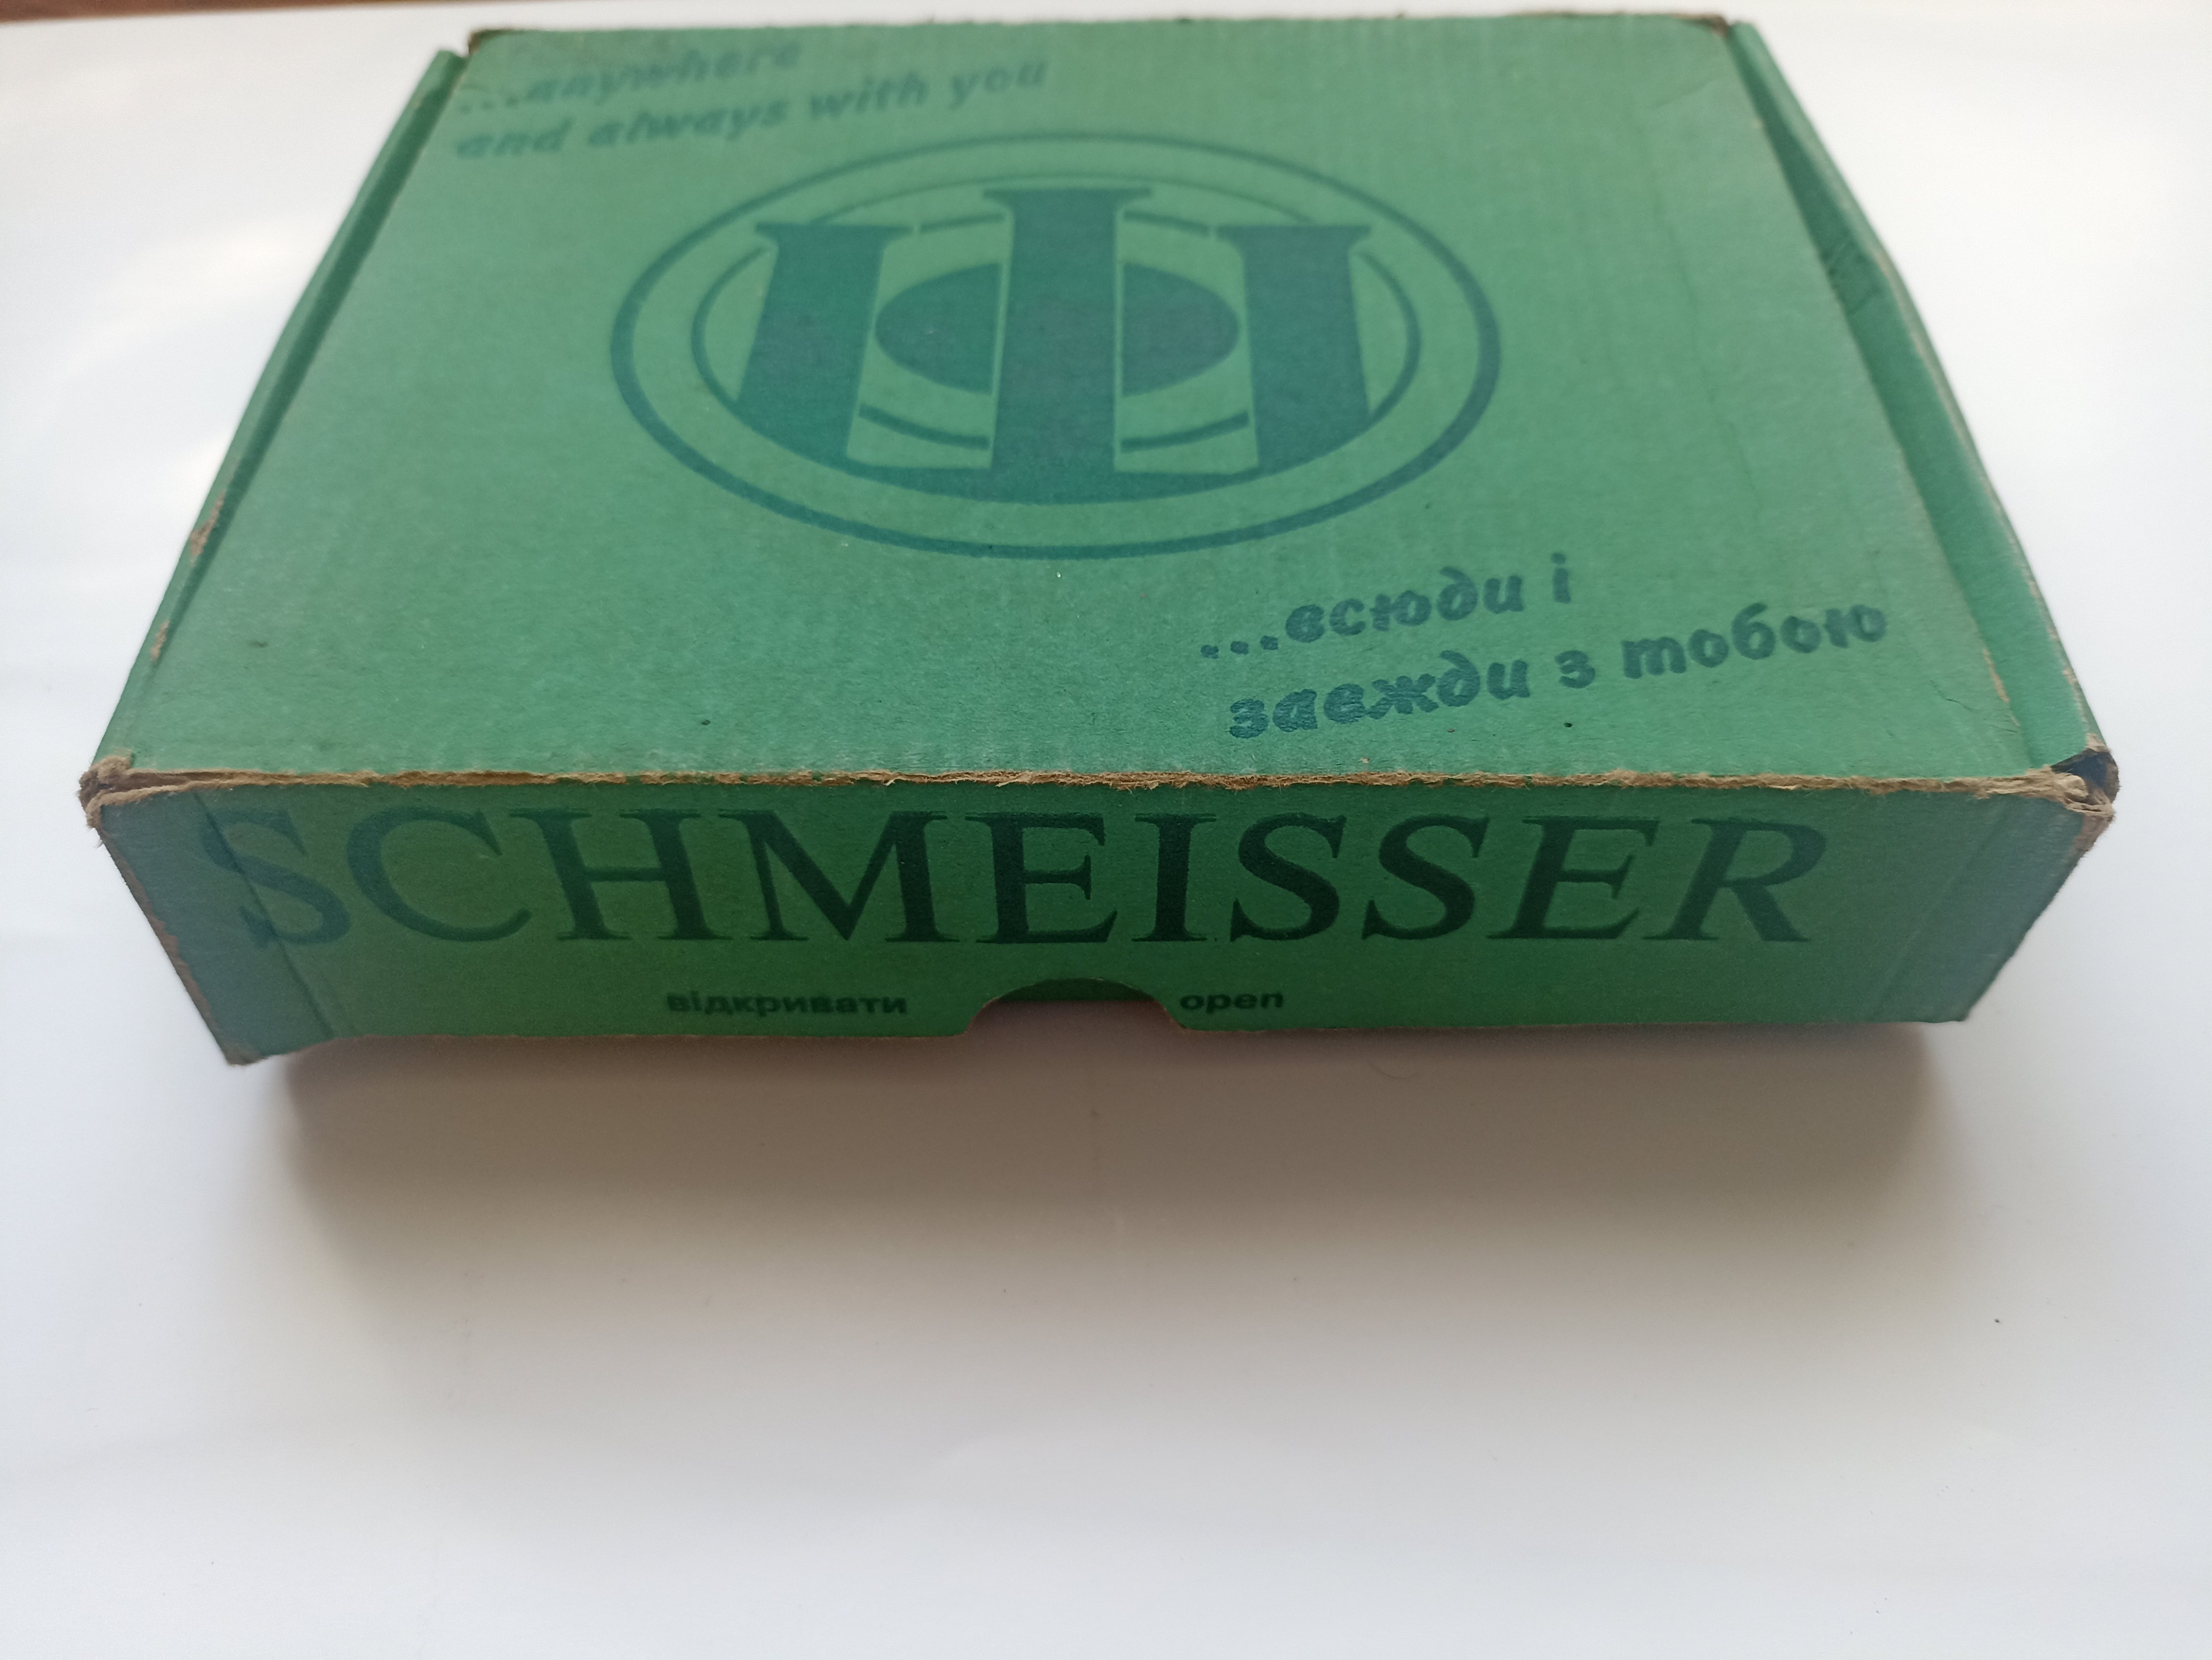 ...anywhere
and always with you
Ш
...всюди і
завжди з тобою
SCHMEISSER
відкривати open